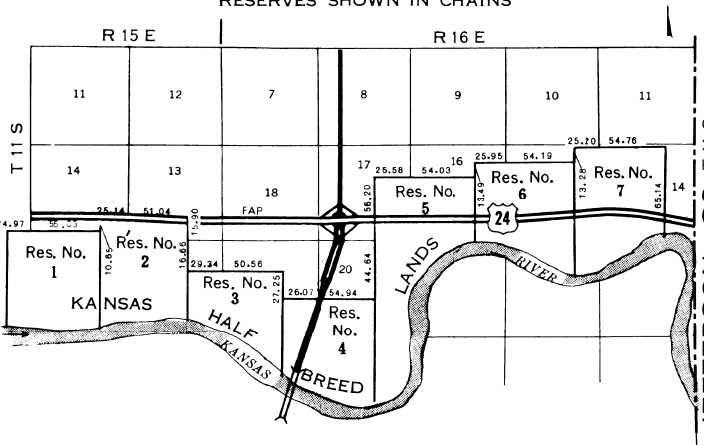 RESERVES SHOWN IN CHAINS
R 15 E
R 16 E
T 11 S
11
12
7
8
9
10
11
14
13
18
17
16
14
20
25.20
54.76
25.95
54.19
25.58
54.03
Res. No.
5
13.49
Res. No.
6
13.28
Res. No.
7
65.14
56.20
24
FAP
25.14
51.04
15.90
24.97
55.03
Res. No.
1
10.65
Res. No.
2
16.66
29.34
50.56
Res. No.
3
27.25
26.07
54.94
44.64
Res.
No.
4
KANSAS
HALF
BREED
LANDS
KANSAS
RIVER